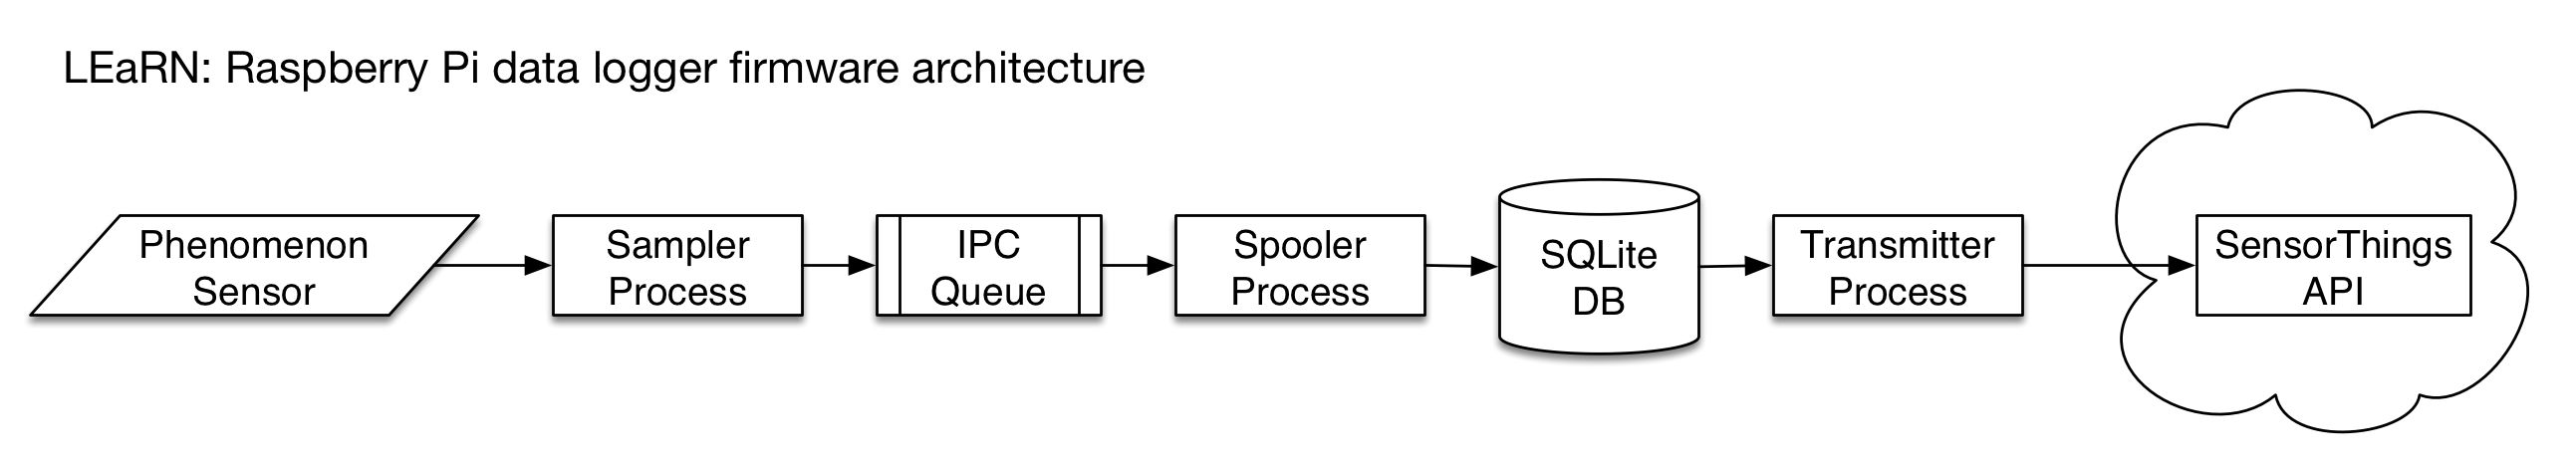 LEaRN: Raspberry Pi data logger firmware architecture
Phenomenon
Sensor
Sampler
Process
IPC
Queue
Spooler
Process
SQLite
DB
Transmitter
Process
SensorThings
API